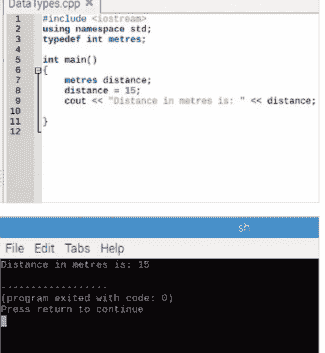 DataTypes.cpp ✖
1 #include <iostream>
2 using namespace std;
3 typedef int metres;
4
5 int main()
6 {
7 metres distance;
8 distance = 15;
9 cout << "Distance in metres is: " << distance;
10
11 }
12
sh
File Edit Tabs Help
Distance in metres is: 15
------------------
(program exited with code: 0)
Press return to continue